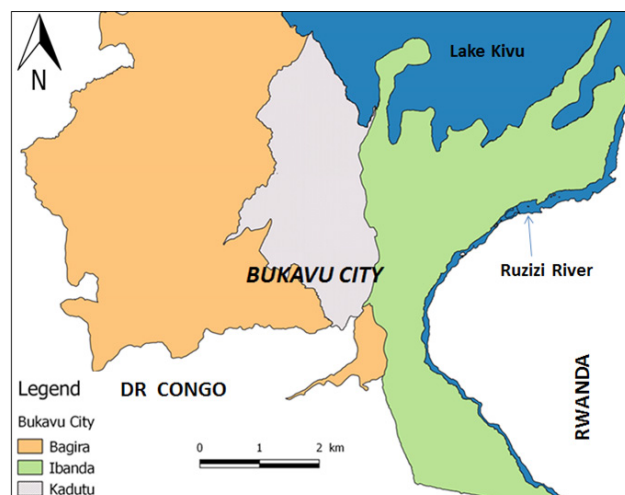 N
Lake Kivu
BUKAVU CITY
Ruzizi River
RWANDA
DR CONGO
Legend
Bukavu City
Bagira
Ibanda
Kadutu
0 1 2 km